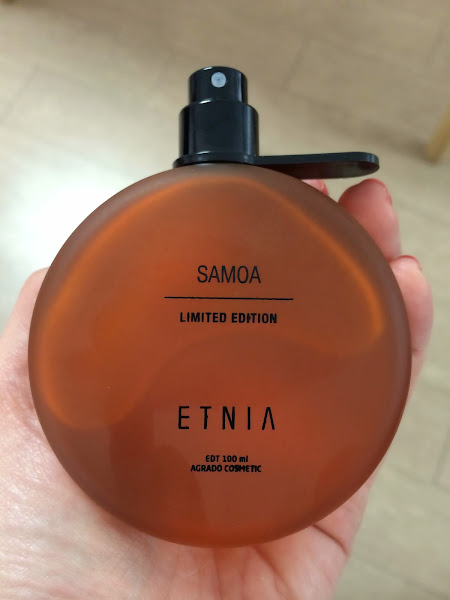 SAMOA
LIMITED EDITION
ETNIA
EDT 100 ml
AGRADO COSMETIC